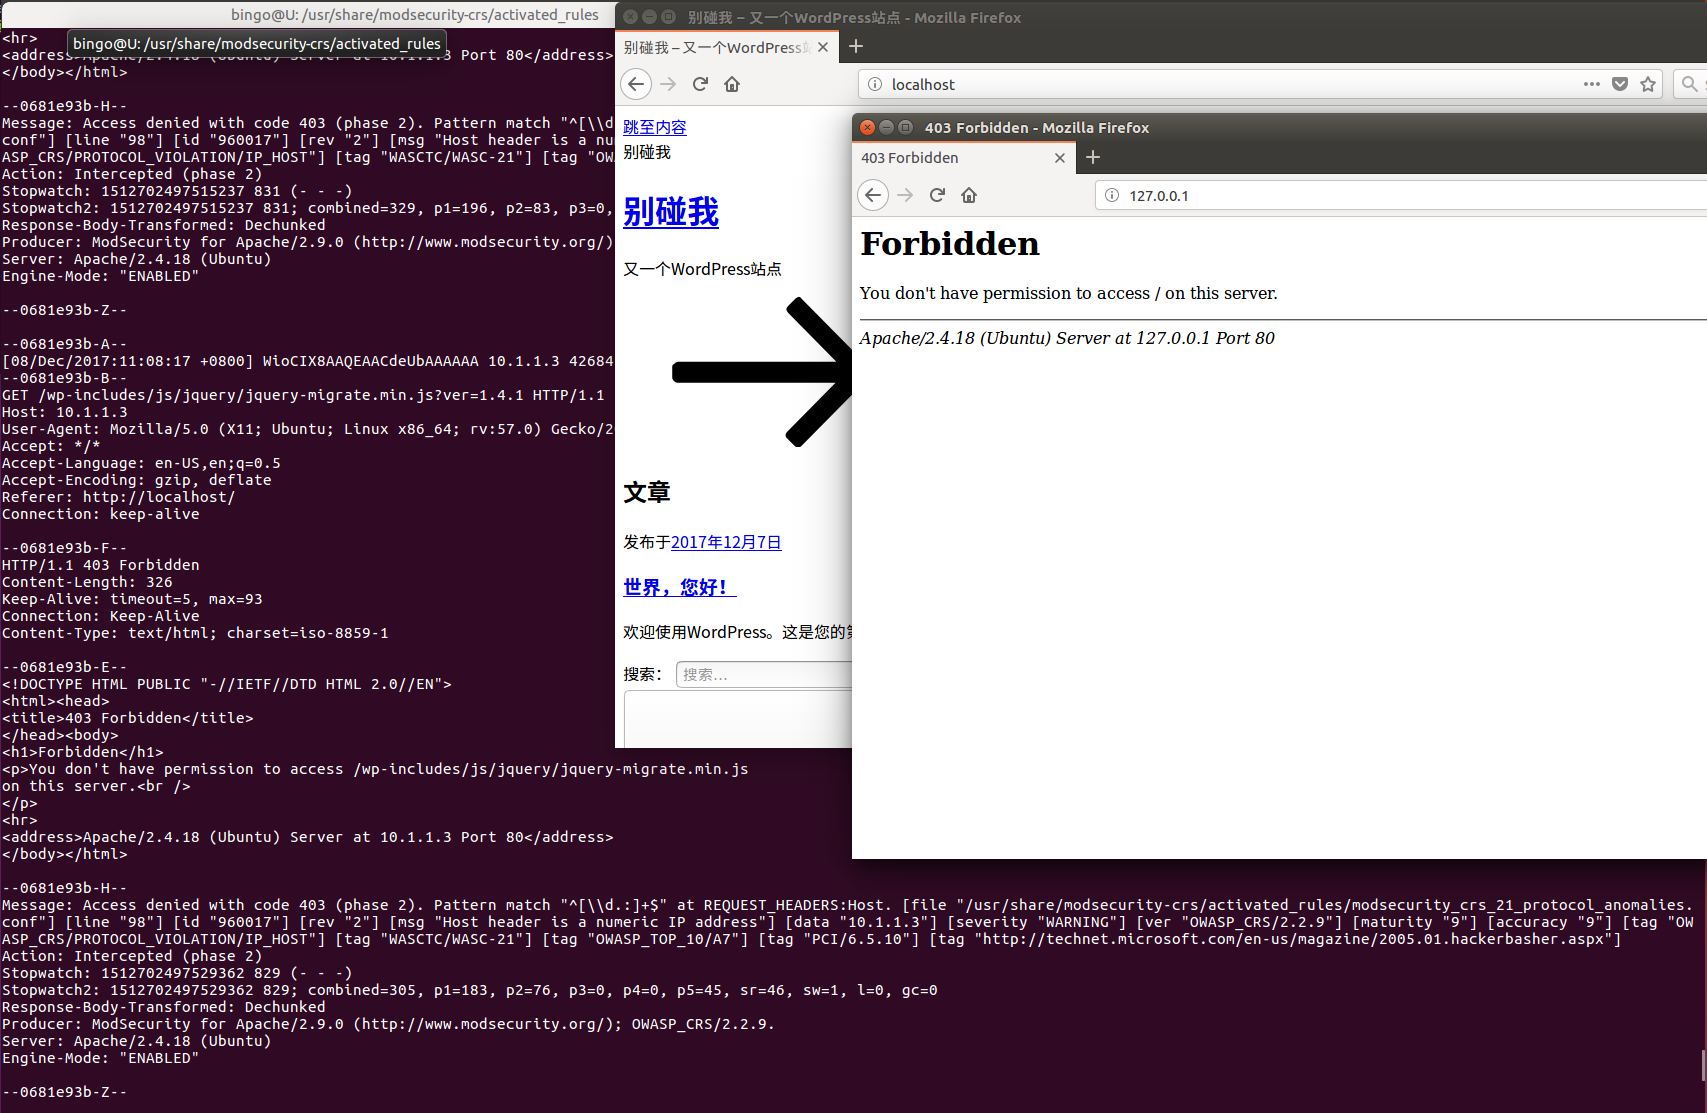 bingo@U: /usr/share/modsecurity-crs/activated_rules
<hr>
bingo@U: /usr/share/modsecurity-crs/activated_rules
<address>Apache/2.4.18 (Ubuntu) Server at 10.1.1.3 Port 80</address>
</body></html>
--0681e93b-H--
Message: Access denied with code 403 (phase 2). Pattern match "^[\\d
conf"] [line "98"] [id "960017"] [rev "2"] [msg "Host header is a nu
ASP_CRS/PROTOCOL_VIOLATION/IP_HOST"] [tag "WASCTC/WASC-21"] [tag "OW
Action: Intercepted (phase 2)
Stopwatch: 1512702497515237 831 (- - -)
Stopwatch2: 1512702497515237 831; combined=329, p1=196, p2=83, p3=0,
Response-Body-Transformed: Dechunked
Producer: ModSecurity for Apache/2.9.0 (http://www.modsecurity.org/)
Server: Apache/2.4.18 (Ubuntu)
Engine-Mode: "ENABLED"
--0681e93b-Z--
--0681e93b-A--
[08/Dec/2017:11:08:17 +0800] WioCIX8AAQEAACdeUbAAAAAA 10.1.1.3 42684
--0681e93b-B--
GET /wp-includes/js/jquery/jquery-migrate.min.js?ver=1.4.1 HTTP/1.1
Host: 10.1.1.3
User-Agent: Mozilla/5.0 (X11; Ubuntu; Linux x86_64; rv:57.0) Gecko/2
Accept: */*
Accept-Language: en-US,en;q=0.5
Accept-Encoding: gzip, deflate
Referer: http://localhost/
Connection: keep-alive
--0681e93b-F--
HTTP/1.1 403 Forbidden
Content-Length: 326
Keep-Alive: timeout=5, max=93
Connection: Keep-Alive
Content-Type: text/html; charset=iso-8859-1
--0681e93b-E--
<!DOCTYPE HTML PUBLIC "-//IETF//DTD HTML 2.0//EN">
<html><head>
<title>403 Forbidden</title>
</head><body>
<h1>Forbidden</h1>
<p>You don't have permission to access /wp-includes/js/jquery/jquery-migrate.min.js
on this server.<br />
</p>
<hr>
<address>Apache/2.4.18 (Ubuntu) Server at 10.1.1.3 Port 80</address>
</body></html>
--0681e93b-H--
Message: Access denied with code 403 (phase 2). Pattern match "^[\\d.:]+$" at REQUEST_HEADERS:Host. [file "/usr/share/modsecurity-crs/activated_rules/modsecurity_crs_21_protocol_anomalies.
conf"] [line "98"] [id "960017"] [rev "2"] [msg "Host header is a numeric IP address"] [data "10.1.1.3"] [severity "WARNING"] [ver "OWASP_CRS/2.2.9"] [maturity "9"] [accuracy "9"] [tag "OW
ASP_CRS/PROTOCOL_VIOLATION/IP_HOST"] [tag "WASCTC/WASC-21"] [tag "OWASP_TOP_10/A7"] [tag "PCI/6.5.10"] [tag "http://technet.microsoft.com/en-us/magazine/2005.01.hackerbasher.aspx"]
Action: Intercepted (phase 2)
Stopwatch: 1512702497529362 829 (- - -)
Stopwatch2: 1512702497529362 829; combined=305, p1=183, p2=76, p3=0, p4=0, p5=45, sr=46, sw=1, l=0, gc=0
Response-Body-Transformed: Dechunked
Producer: ModSecurity for Apache/2.9.0 (http://www.modsecurity.org/); OWASP_CRS/2.2.9.
Server: Apache/2.4.18 (Ubuntu)
Engine-Mode: "ENABLED"
--0681e93b-Z--
别碰我 – 又一个WordPress站点 - Mozilla Firefox
别碰我 – 又一个WordPress
localhost
跳至内容
别碰我
别碰我
又一个WordPress站点
文章
发布于2017年12月7日
世界，您好！
欢迎使用WordPress。这是您的
搜索：
搜索…
403 Forbidden - Mozilla Firefox
403 Forbidden
127.0.0.1
Forbidden
You don't have permission to access / on this server.
Apache/2.4.18 (Ubuntu) Server at 127.0.0.1 Port 80